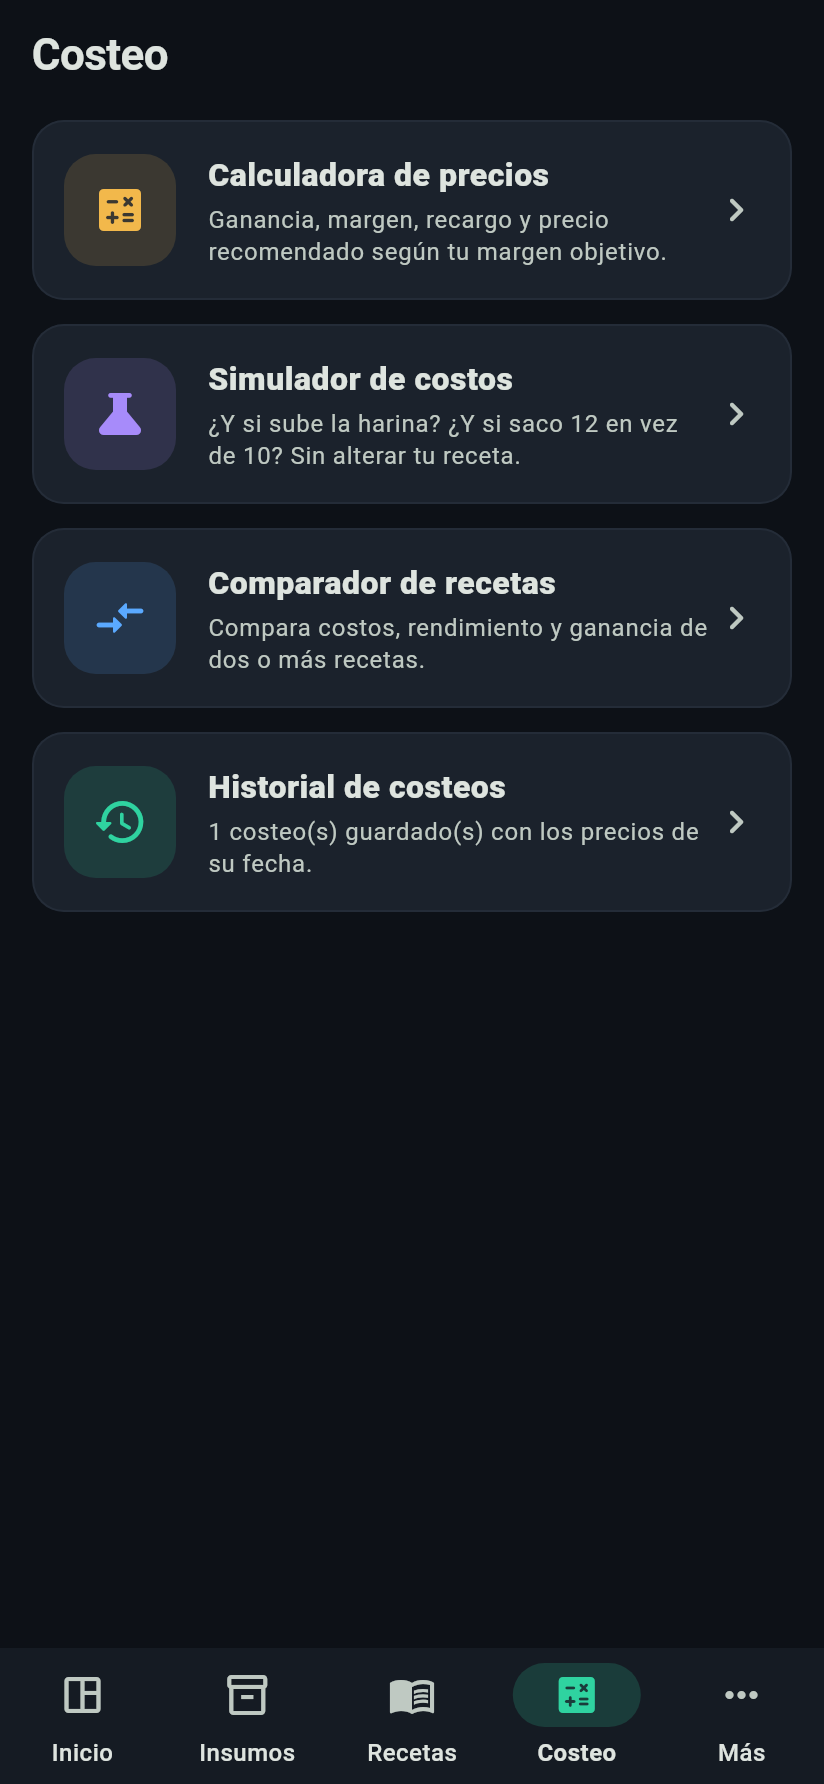 Costeo
Calculadora de precios
Ganancia, margen, recargo y precio
recomendado según tu margen objetivo.
Simulador de costos
¿Y si sube la harina? ¿Y si saco 12 en vez
de 10? Sin alterar tu receta.
Comparador de recetas
Compara costos, rendimiento y ganancia de
dos o más recetas.
Historial de costeos
1 costeo(s) guardado(s) con los precios de
su fecha.
Inicio
Insumos
Recetas
Costeo
Más